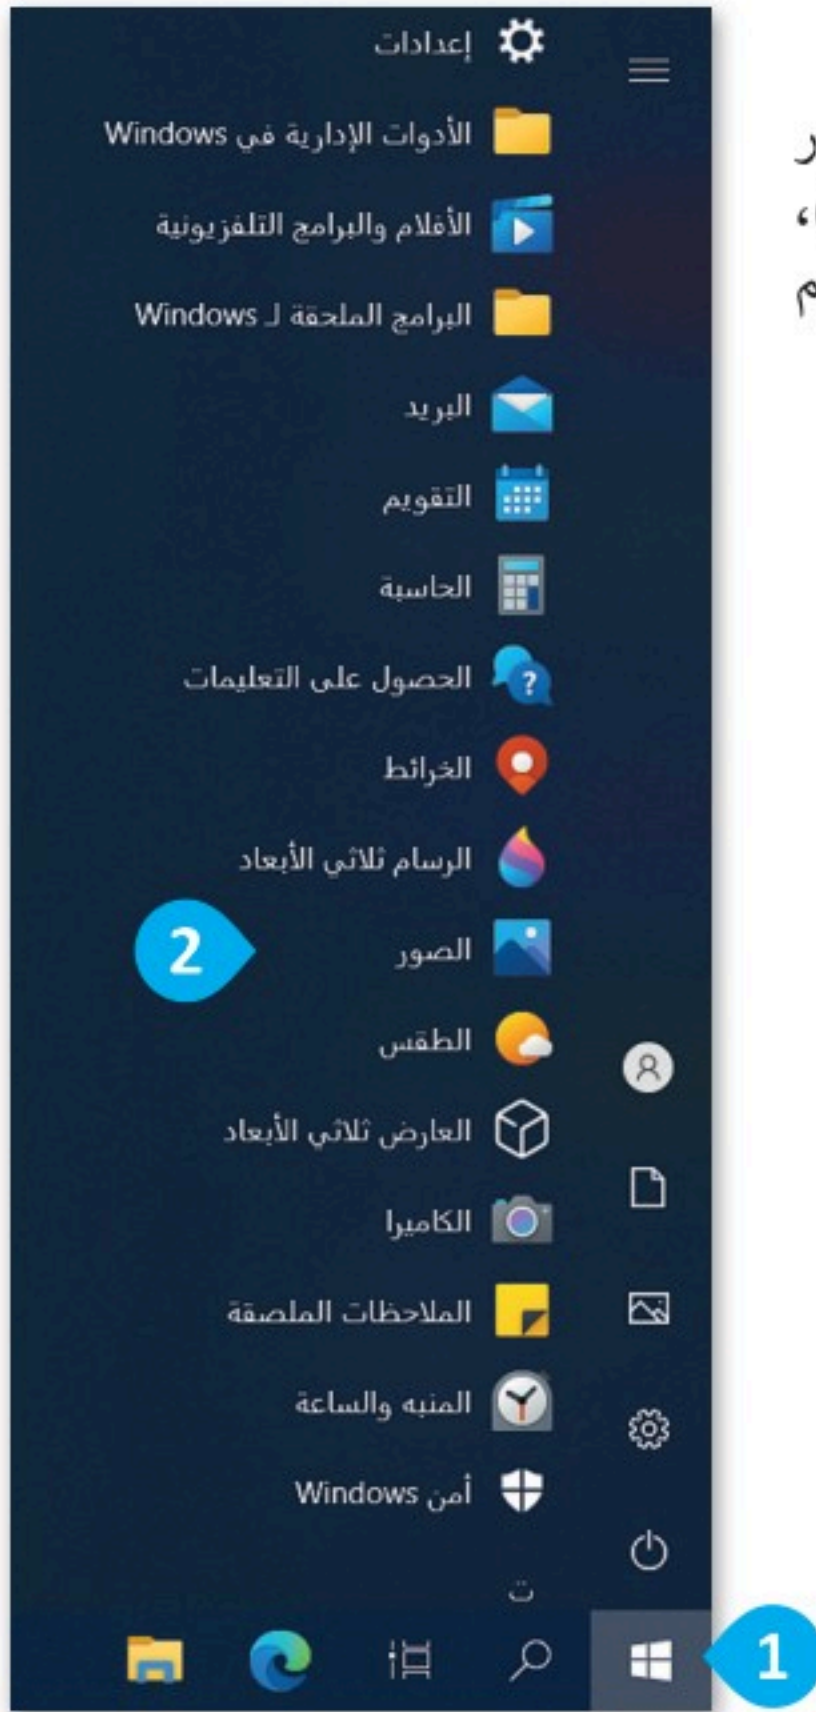 إعدادات
الأدوات الإدارية في Windows
الأفلام والبرامج التلفزيونية
البرامج الملحقة لـ Windows
البريد
التقويم
الحاسبة
الحصول على التعليمات
الخرائط
الرسام ثلاثي الأبعاد
2
الصور
الطقس
العارض ثلاثي الأبعاد
الكاميرا
الملاحظات الملصقة
المنبه والساعة
أمن Windows
ت
1